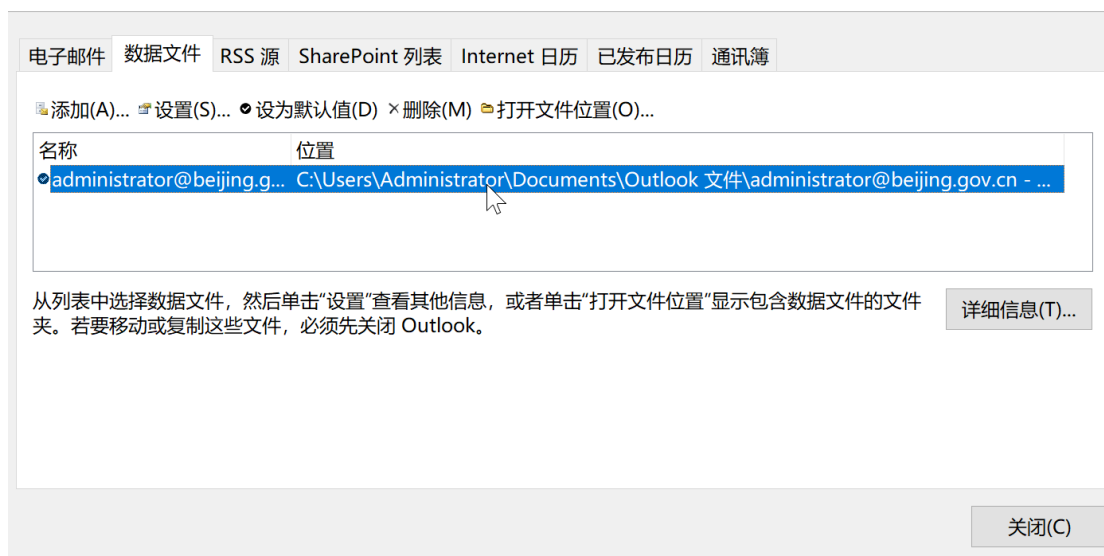 电子邮件 数据文件 RSS 源 SharePoint 列表 Internet 日历 已发布日历 通讯簿
添加(A)... 设置(S)... 设为默认值(D) 删除(M) 打开文件位置(O)...
名称 位置
administrator@beijing.g... C:\Users\Administrator\Documents\Outlook 文件\administrator@beijing.gov.cn - ...
从列表中选择数据文件，然后单击“设置”查看其他信息，或者单击“打开文件位置”显示包含数据文件的文件
夹。若要移动或复制这些文件，必须先关闭 Outlook。
详细信息(T)...
关闭(C)